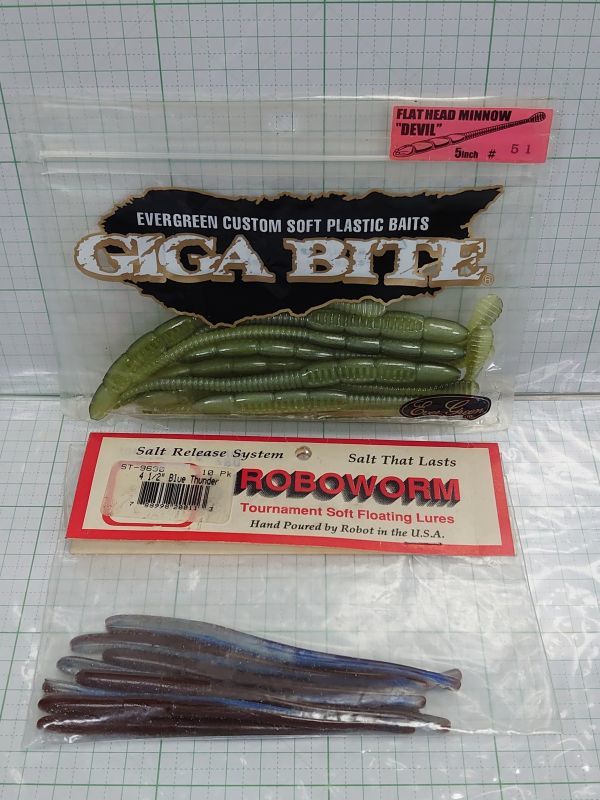 FLAT HEAD MINNOW
"DEVIL"
5inch # 51
EVERGREEN CUSTOM SOFT PLASTIC BAITS
GIGA BITE®
Ever Green
Salt Release System
Salt That Lasts
ST-9630 10 Pk
4 1/2" Blue Thunder
ROBOWORM
Tournament Soft Floating Lures
Hand Poured by Robot in the U.S.A.